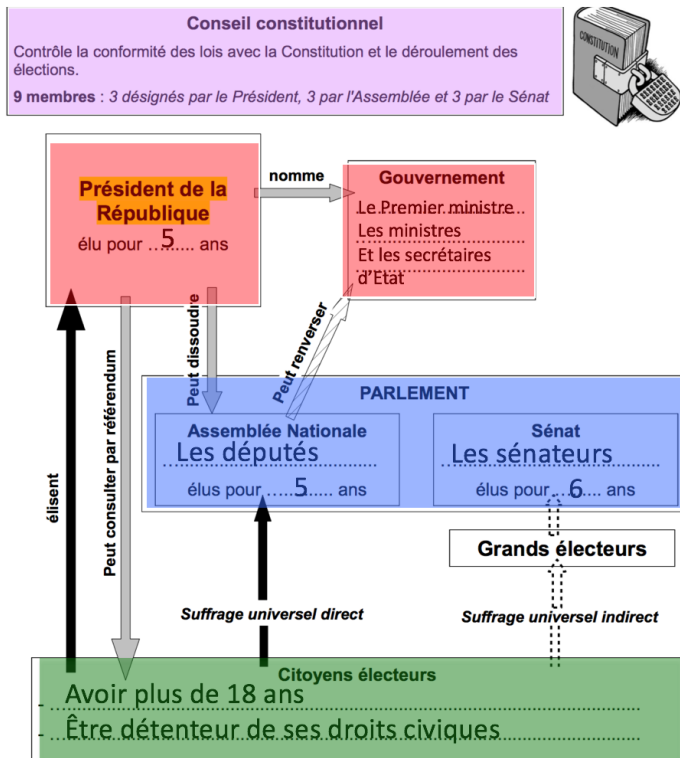 Conseil constitutionnel
Contrôle la conformité des lois avec la Constitution et le déroulement des
élections.
9 membres : 3 désignés par le Président, 3 par l'Assemblée et 3 par le Sénat
CONSTITUTION
Président de la
République
élu pour ...5... ans
nomme
Gouvernement
Le Premier ministre
Les ministres
Et les secrétaires
d'Etat
Peut dissoudre
Peut renverser
PARLEMENT
Assemblée Nationale
Les députés
élus pour ...5... ans
Sénat
Les sénateurs
élus pour ...6... ans
élisent
Peut consulter par référendum
Grands électeurs
Suffrage universel direct
Suffrage universel indirect
Citoyens électeurs
- Avoir plus de 18 ans
- Être détenteur de ses droits civiques